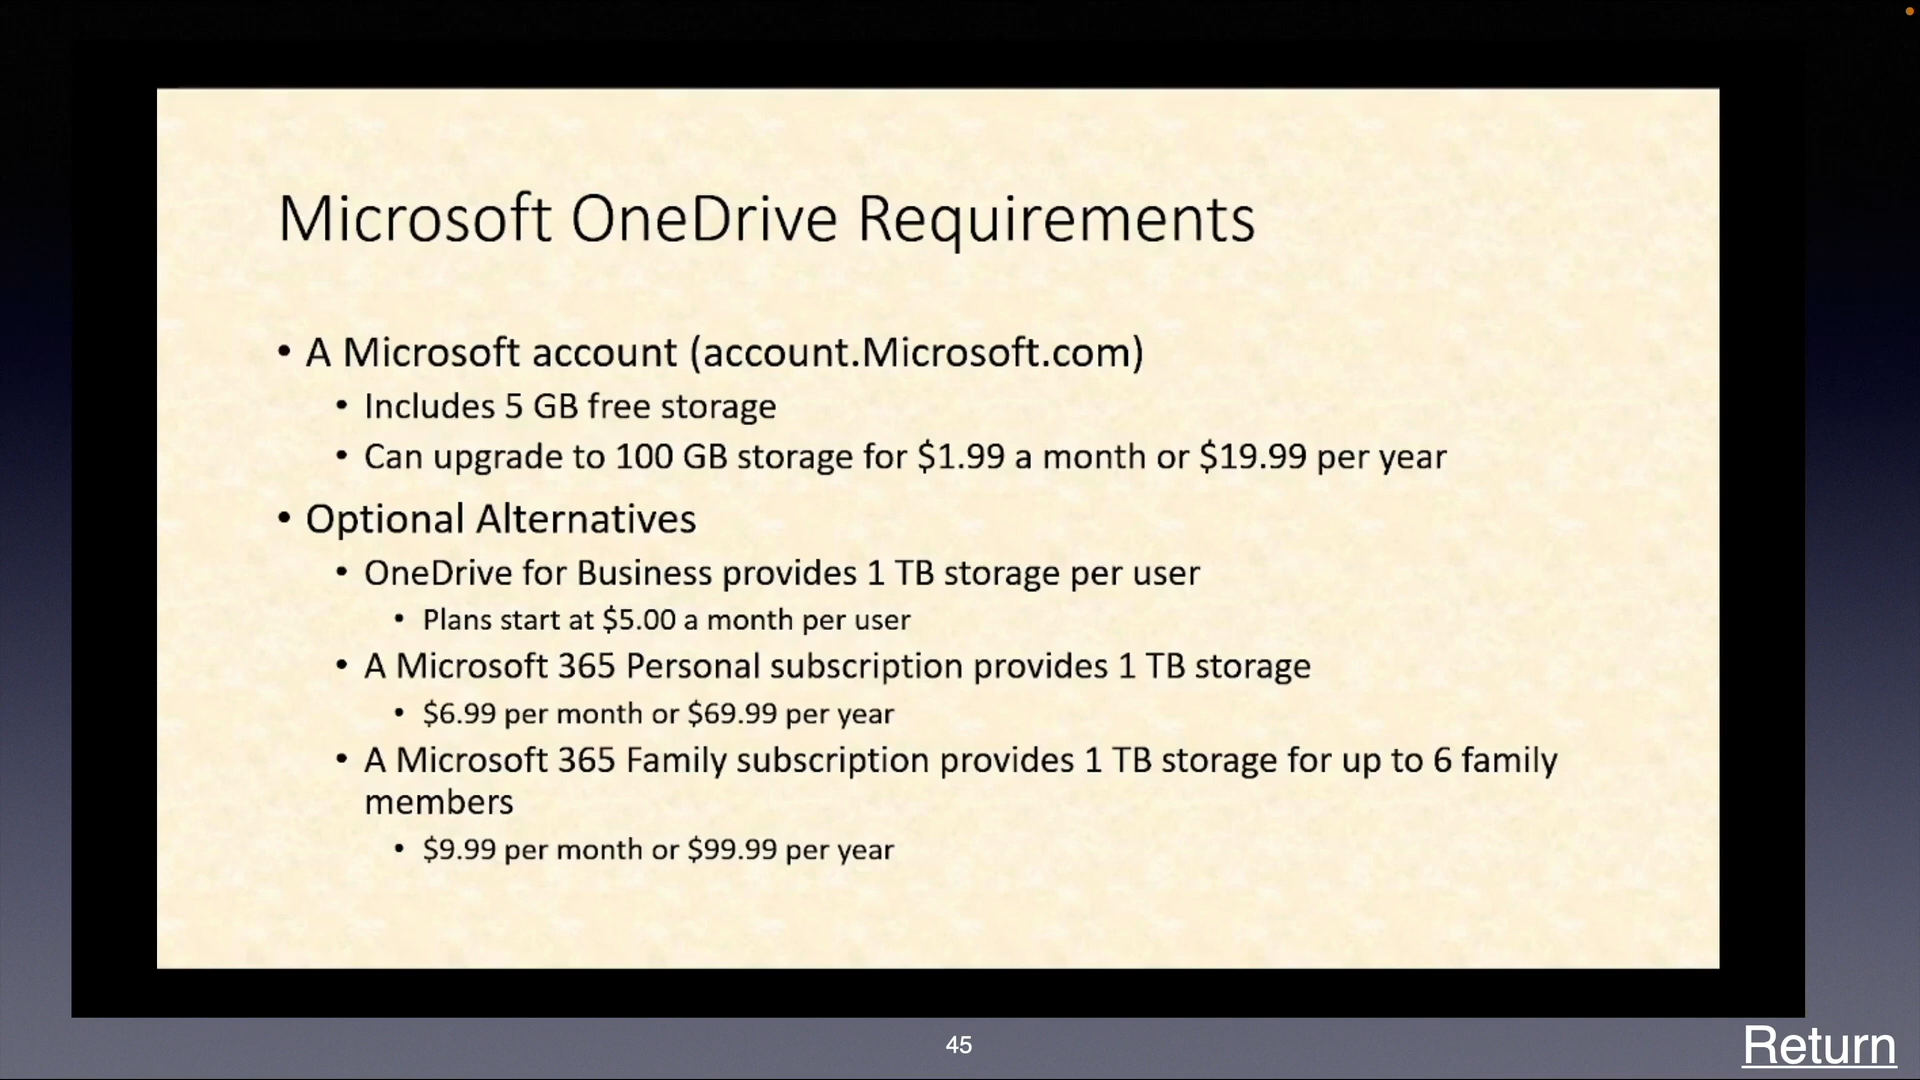 Microsoft OneDrive Requirements
• A Microsoft account (account.Microsoft.com)
• Includes 5 GB free storage
• Can upgrade to 100 GB storage for $1.99 a month or $19.99 per year
• Optional Alternatives
• OneDrive for Business provides 1 TB storage per user
• Plans start at $5.00 a month per user
• A Microsoft 365 Personal subscription provides 1 TB storage
• $6.99 per month or $69.99 per year
• A Microsoft 365 Family subscription provides 1 TB storage for up to 6 family
members
• $9.99 per month or $99.99 per year
45
Return